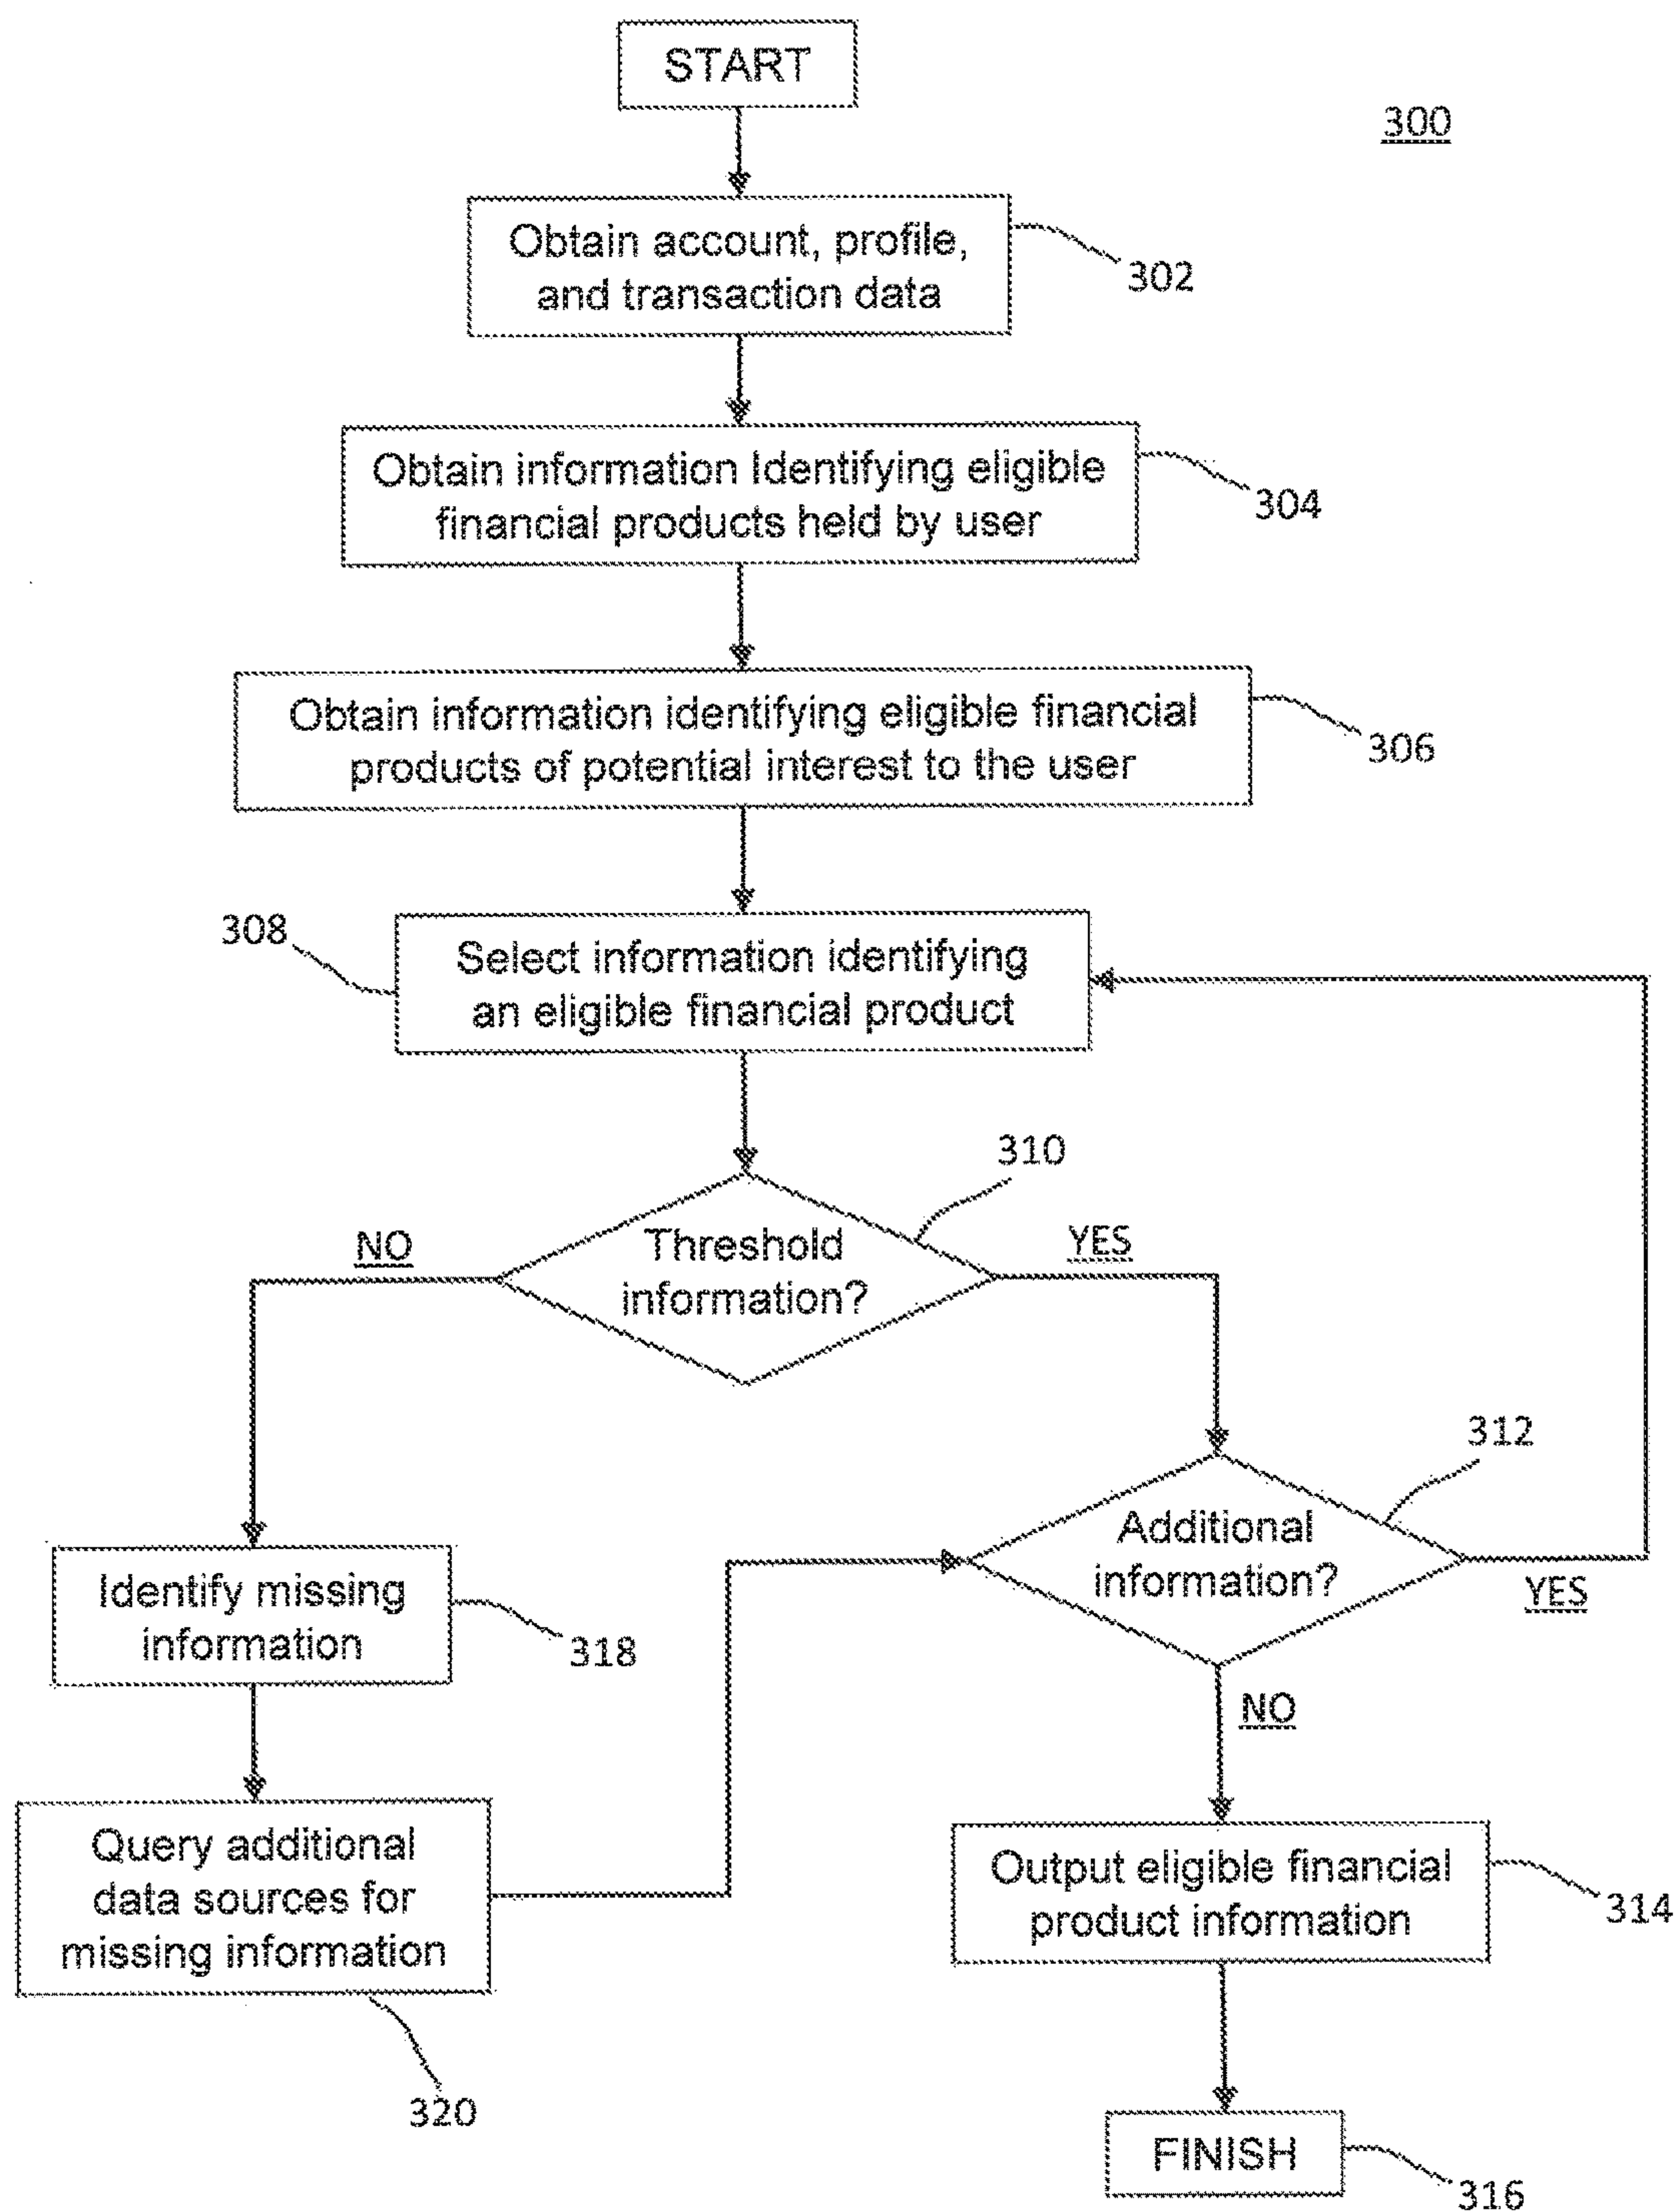 START
300
Obtain account, profile,
and transaction data
302
Obtain information Identifying eligible
financial products held by user
304
Obtain information identifying eligible financial
products of potential interest to the user
306
308
Select information identifying
an eligible financial product
310
NO
Threshold
information?
YES
312
Additional
information?
YES
Identify missing
information
318
NO
Query additional
data sources for
missing information
320
Output eligible financial
product information
314
FINISH
316